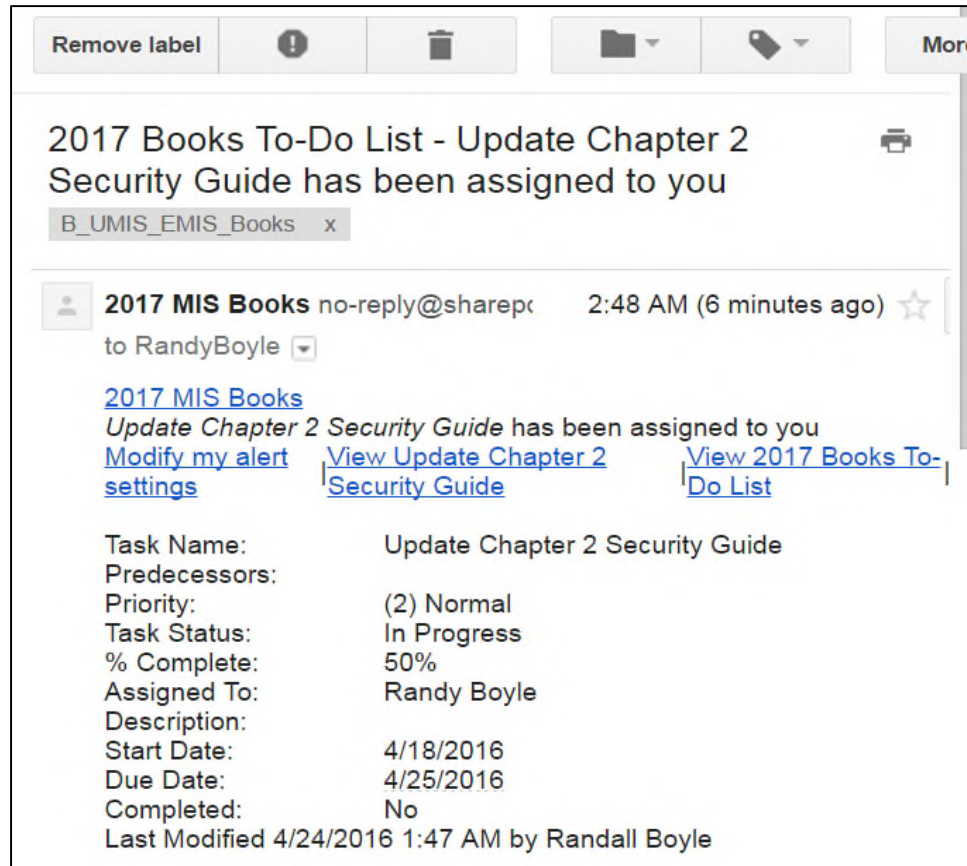 Remove label
More
2017 Books To-Do List - Update Chapter 2
Security Guide has been assigned to you
B_UMIS_EMIS_Books x
2017 MIS Books no-reply@sharepo 2:48 AM (6 minutes ago)
to RandyBoyle
2017 MIS Books
Update Chapter 2 Security Guide has been assigned to you
Modify my alert settings | View Update Chapter 2 Security Guide | View 2017 Books To-Do List |
Task Name: Update Chapter 2 Security Guide
Predecessors:
Priority: (2) Normal
Task Status: In Progress
% Complete: 50%
Assigned To: Randy Boyle
Description:
Start Date: 4/18/2016
Due Date: 4/25/2016
Completed: No
Last Modified 4/24/2016 1:47 AM by Randall Boyle